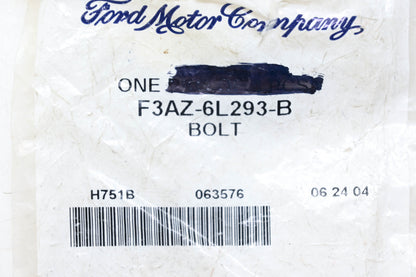 Ford Motor Company,
ONE
F3AZ-6L293-B
BOLT
H751B 063576 06 24 04